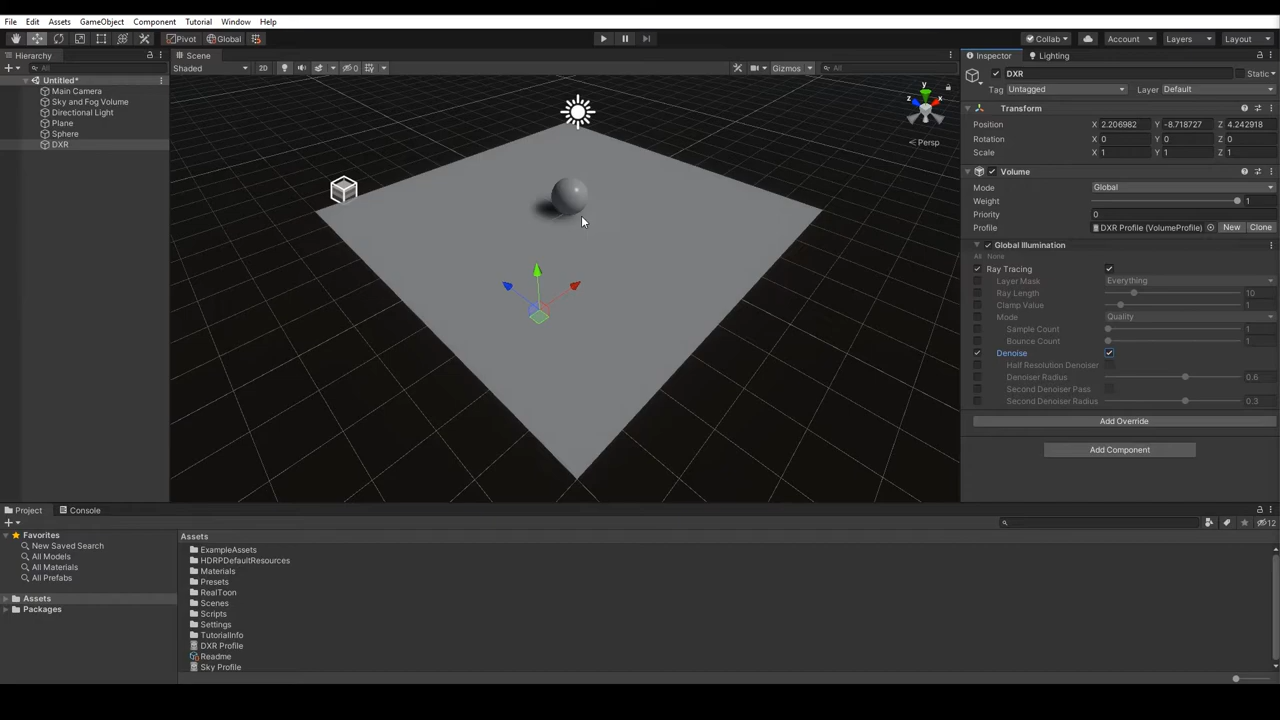 File Edit Assets GameObject Component Tutorial Window Help
Pivot Global Collab Account Layers Layout
Hierarchy Scene Inspector Lighting
All Shaded 2D 0 Gizmos All DXR Static
Untitled* Tag Untagged Layer Default
Main Camera
Sky and Fog Volume
Directional Light
Plane
Sphere
DXR
y
z x
Persp
Transform
Position X 2.206982 Y -8.718727 Z 4.242918
Rotation X 0 Y 0 Z 0
Scale X 1 Y 1 Z 1
Volume
Mode Global
Weight 1
Priority 0
Profile DXR Profile (VolumeProfile) New Clone
Global Illumination
All None
Ray Tracing
Layer Mask Everything
Ray Length 10
Clamp Value 1
Mode Quality
Sample Count 1
Bounce Count 1
Denoise
Half Resolution Denoiser
Denoiser Radius 0.6
Second Denoiser Pass
Second Denoiser Radius 0.3
Add Override
Add Component
Project Console
12
Favorites
New Saved Search
All Models
All Materials
All Prefabs
Assets
Packages
Assets
ExampleAssets
HDRPDefaultResources
Materials
Presets
RealToon
Scenes
Scripts
Settings
TutorialInfo
DXR Profile
Readme
Sky Profile